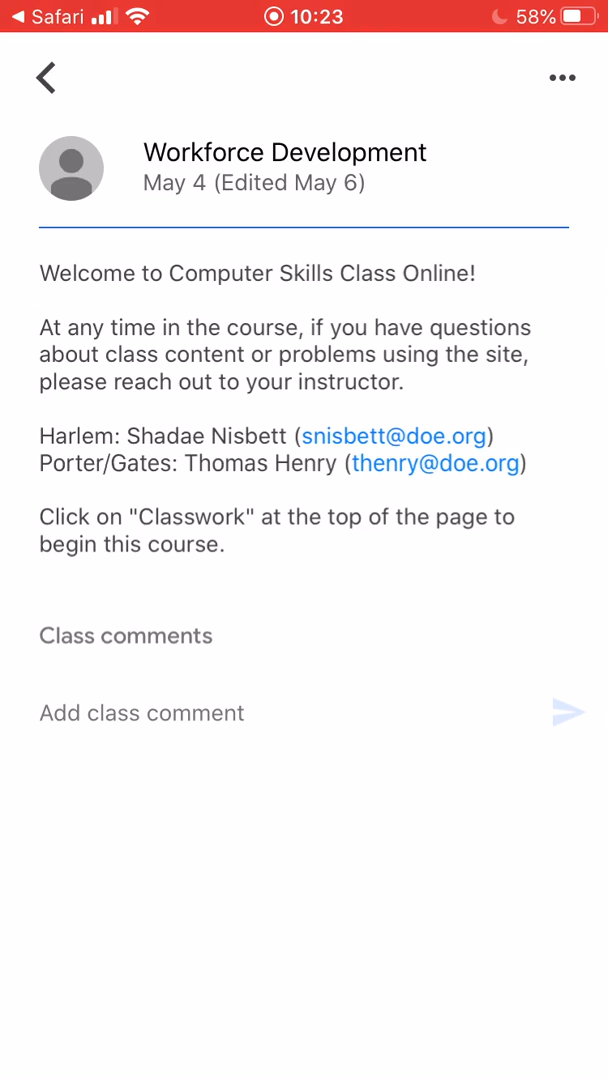 Safari 10:23 58%
Workforce Development
May 4 (Edited May 6)
Welcome to Computer Skills Class Online!
At any time in the course, if you have questions
about class content or problems using the site,
please reach out to your instructor.
Harlem: Shadae Nisbett (snisbett@doe.org)
Porter/Gates: Thomas Henry (thenry@doe.org)
Click on "Classwork" at the top of the page to
begin this course.
Class comments
Add class comment